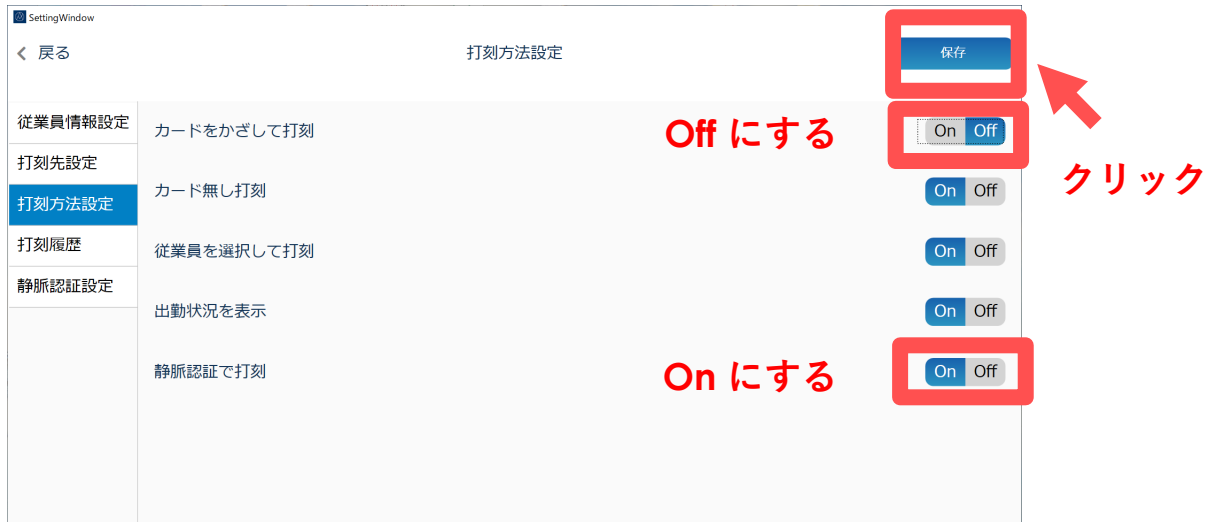 SettingWindow
戻る
打刻方法設定
保存
従業員情報設定
打刻先設定
打刻方法設定
打刻履歴
静脈認証設定
カードをかざして打刻
Off にする
On Off
クリック
カード無し打刻
On Off
従業員を選択して打刻
On Off
出勤状況を表示
On Off
静脈認証で打刻
On にする
On Off